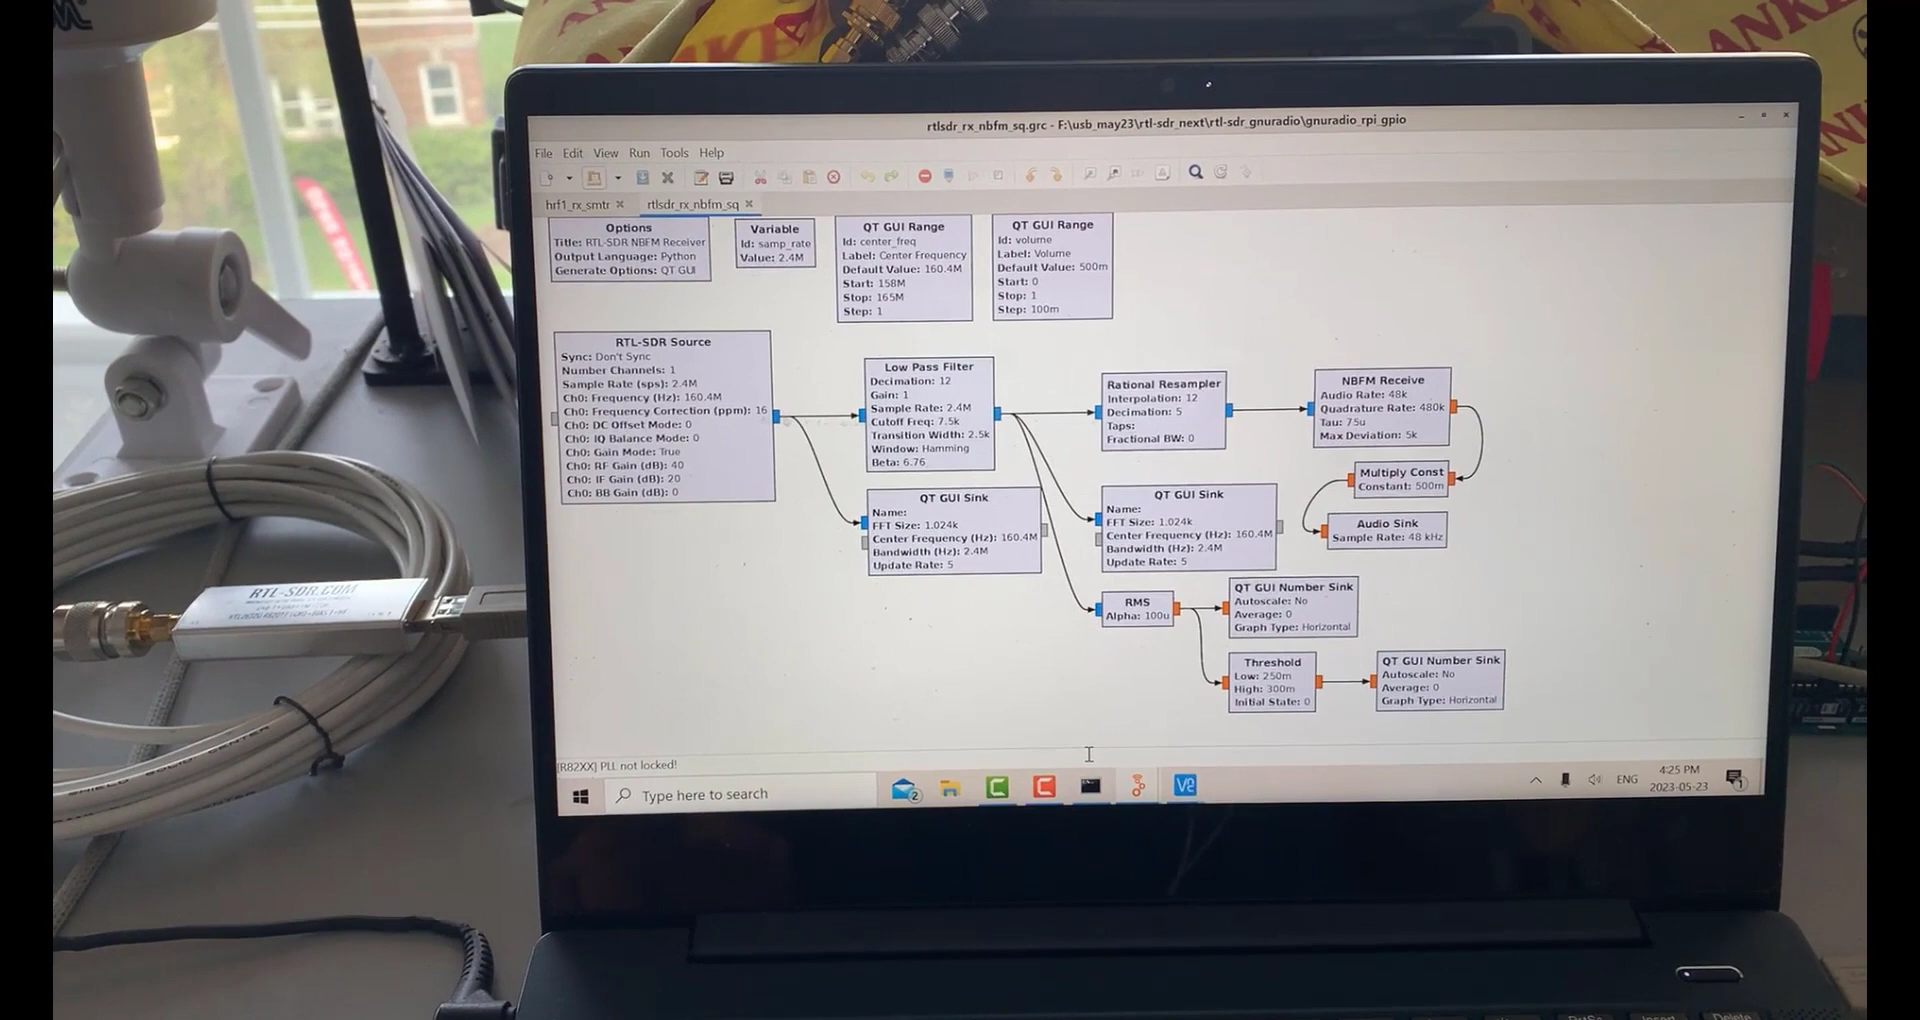 rtlsdr_rx_nbfm_sq.grc - F:\usb_may23\rtl-sdr_next\rtl-sdr_gnuradio\gnuradio_rpi_gpio
File Edit View Run Tools Help
hrf1_rx_smtr
rtlsdr_rx_nbfm_sq
Options
Title: RTL-SDR NBFM Receiver
Output Language: Python
Generate Options: QT GUI
Variable
Id: samp_rate
Value: 2.4M
QT GUI Range
Id: center_freq
Label: Center Frequency
Default Value: 160.4M
Start: 158M
Stop: 165M
Step: 1
QT GUI Range
Id: volume
Label: Volume
Default Value: 500m
Start: 0
Stop: 1
Step: 100m
RTL-SDR Source
Sync: Don't Sync
Number Channels: 1
Sample Rate (sps): 2.4M
Ch0: Frequency (Hz): 160.4M
Ch0: Frequency Correction (ppm): 16
Ch0: DC Offset Mode: 0
Ch0: IQ Balance Mode: 0
Ch0: Gain Mode: True
Ch0: RF Gain (dB): 40
Ch0: IF Gain (dB): 20
Ch0: BB Gain (dB): 0
Low Pass Filter
Decimation: 12
Gain: 1
Sample Rate: 2.4M
Cutoff Freq: 7.5k
Transition Width: 2.5k
Window: Hamming
Beta: 6.76
Rational Resampler
Interpolation: 12
Decimation: 5
Taps:
Fractional BW: 0
NBFM Receive
Audio Rate: 48k
Quadrature Rate: 480k
Tau: 75u
Max Deviation: 5k
Multiply Const
Constant: 500m
Audio Sink
Sample Rate: 48 kHz
QT GUI Sink
Name:
FFT Size: 1.024k
Center Frequency (Hz): 160.4M
Bandwidth (Hz): 2.4M
Update Rate: 5
QT GUI Sink
Name:
FFT Size: 1.024k
Center Frequency (Hz): 160.4M
Bandwidth (Hz): 2.4M
Update Rate: 5
RMS
Alpha: 100u
QT GUI Number Sink
Autoscale: No
Average: 0
Graph Type: Horizontal
Threshold
Low: 250m
High: 300m
Initial State: 0
QT GUI Number Sink
Autoscale: No
Average: 0
Graph Type: Horizontal
[R82XX] PLL not locked!
Type here to search
2
ENG
4:25 PM
2023-05-23
1
RTL-SDR.COM
Insert
Delete